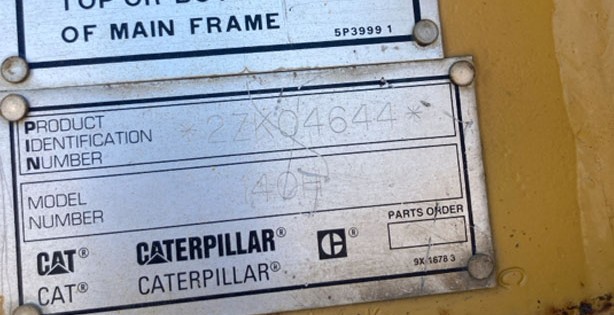 OF MAIN FRAME
5P3999 1
PRODUCT
IDENTIFICATION
NUMBER
*2ZK04644*
MODEL
NUMBER
PARTS ORDER
CAT® CATERPILLAR® C®
CAT® CATERPILLAR®
9X-1678 3